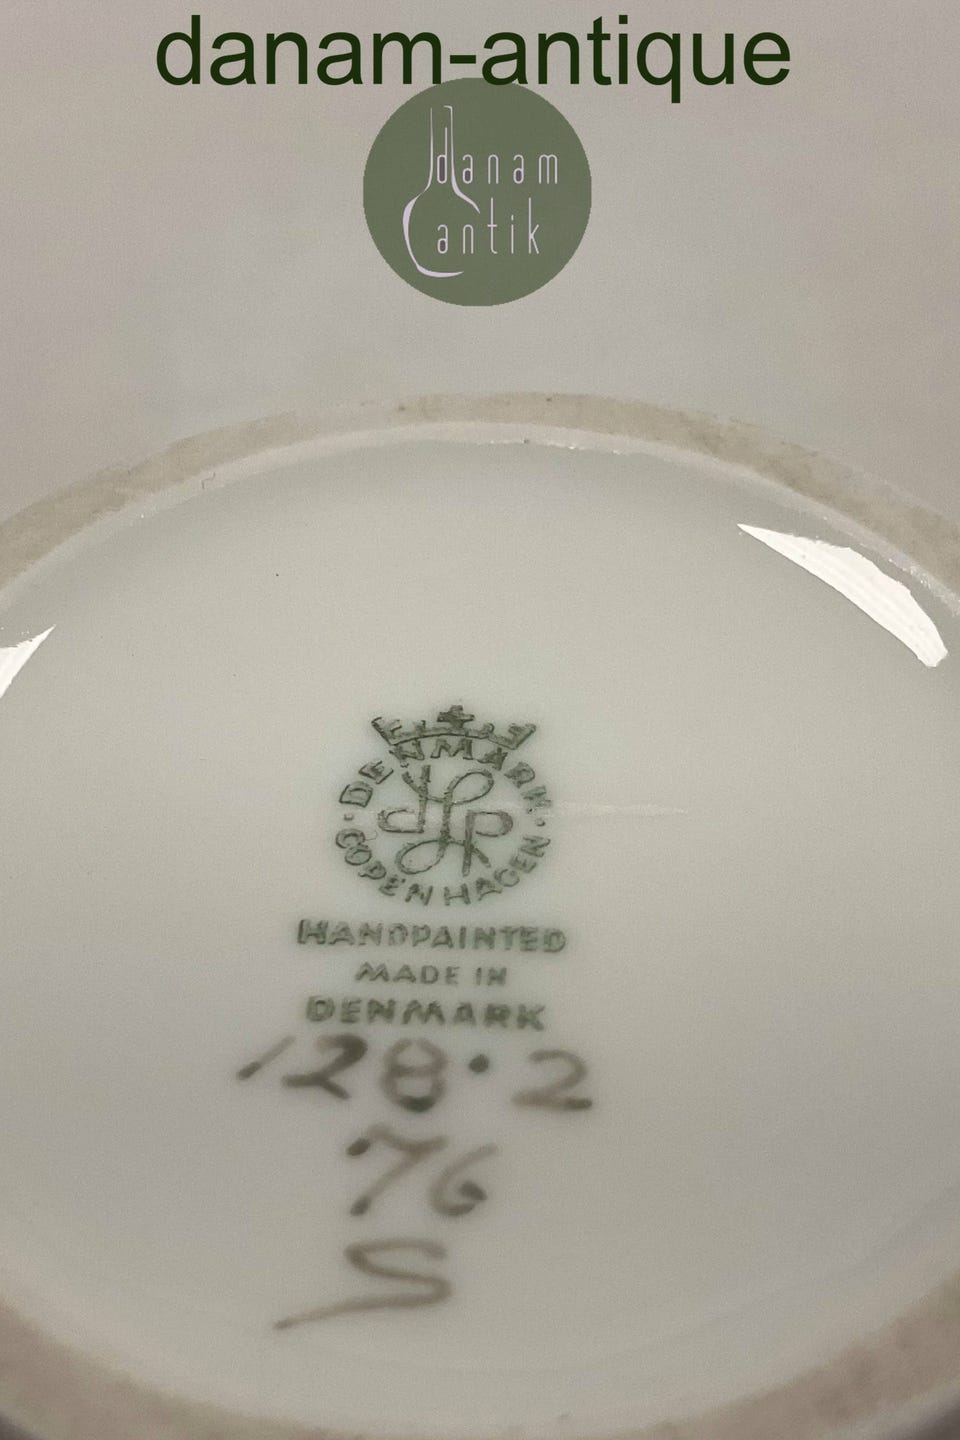 danam-antique
danam
antik
DENMARK
COPENHAGEN
HANDPAINTED
MADE IN
DENMARK
128.2
76
S